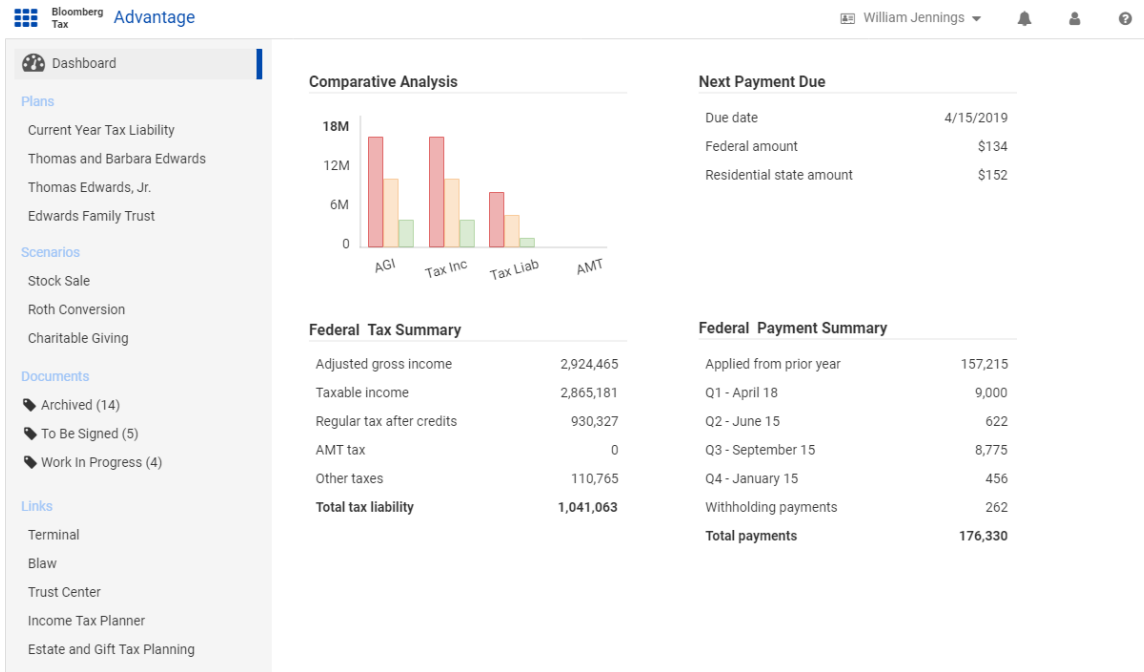 Bloomberg
Tax
Advantage
William Jennings
Dashboard
Plans
Current Year Tax Liability
Thomas and Barbara Edwards
Thomas Edwards, Jr.
Edwards Family Trust
Scenarios
Stock Sale
Roth Conversion
Charitable Giving
Documents
Archived (14)
To Be Signed (5)
Work In Progress (4)
Links
Terminal
Blaw
Trust Center
Income Tax Planner
Estate and Gift Tax Planning
Comparative Analysis
18M
12M
6M
0
AGI Tax Inc Tax Liab AMT
Next Payment Due
Due date 4/15/2019
Federal amount $134
Residential state amount $152
Federal Tax Summary
Adjusted gross income 2,924,465
Taxable income 2,865,181
Regular tax after credits 930,327
AMT tax 0
Other taxes 110,765
Total tax liability 1,041,063
Federal Payment Summary
Applied from prior year 157,215
Q1 - April 18 9,000
Q2 - June 15 622
Q3 - September 15 8,775
Q4 - January 15 456
Withholding payments 262
Total payments 176,330